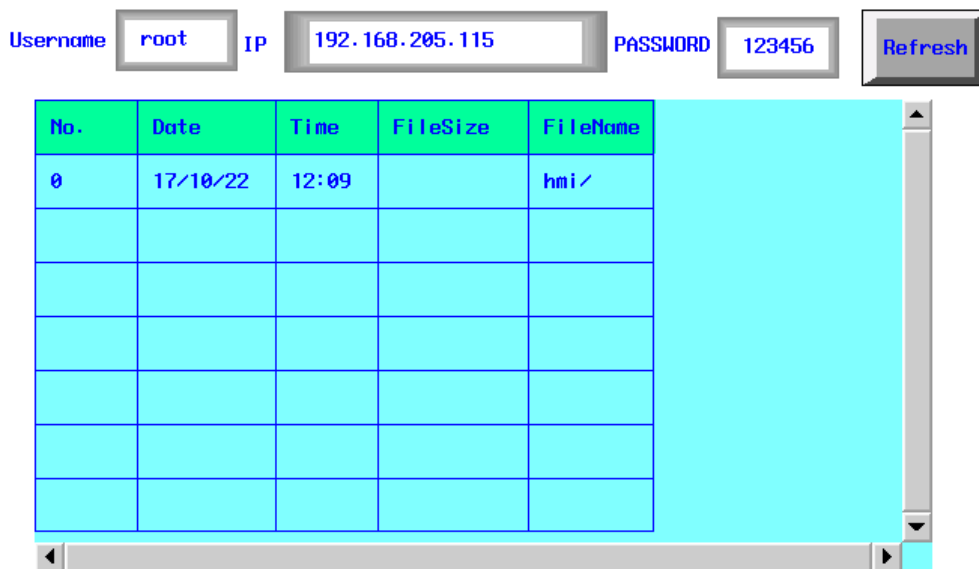 Username root IP 192.168.205.115 PASSWORD 123456 Refresh
No. Date Time FileSize FileName
0 17/10/22 12:09 hmi/